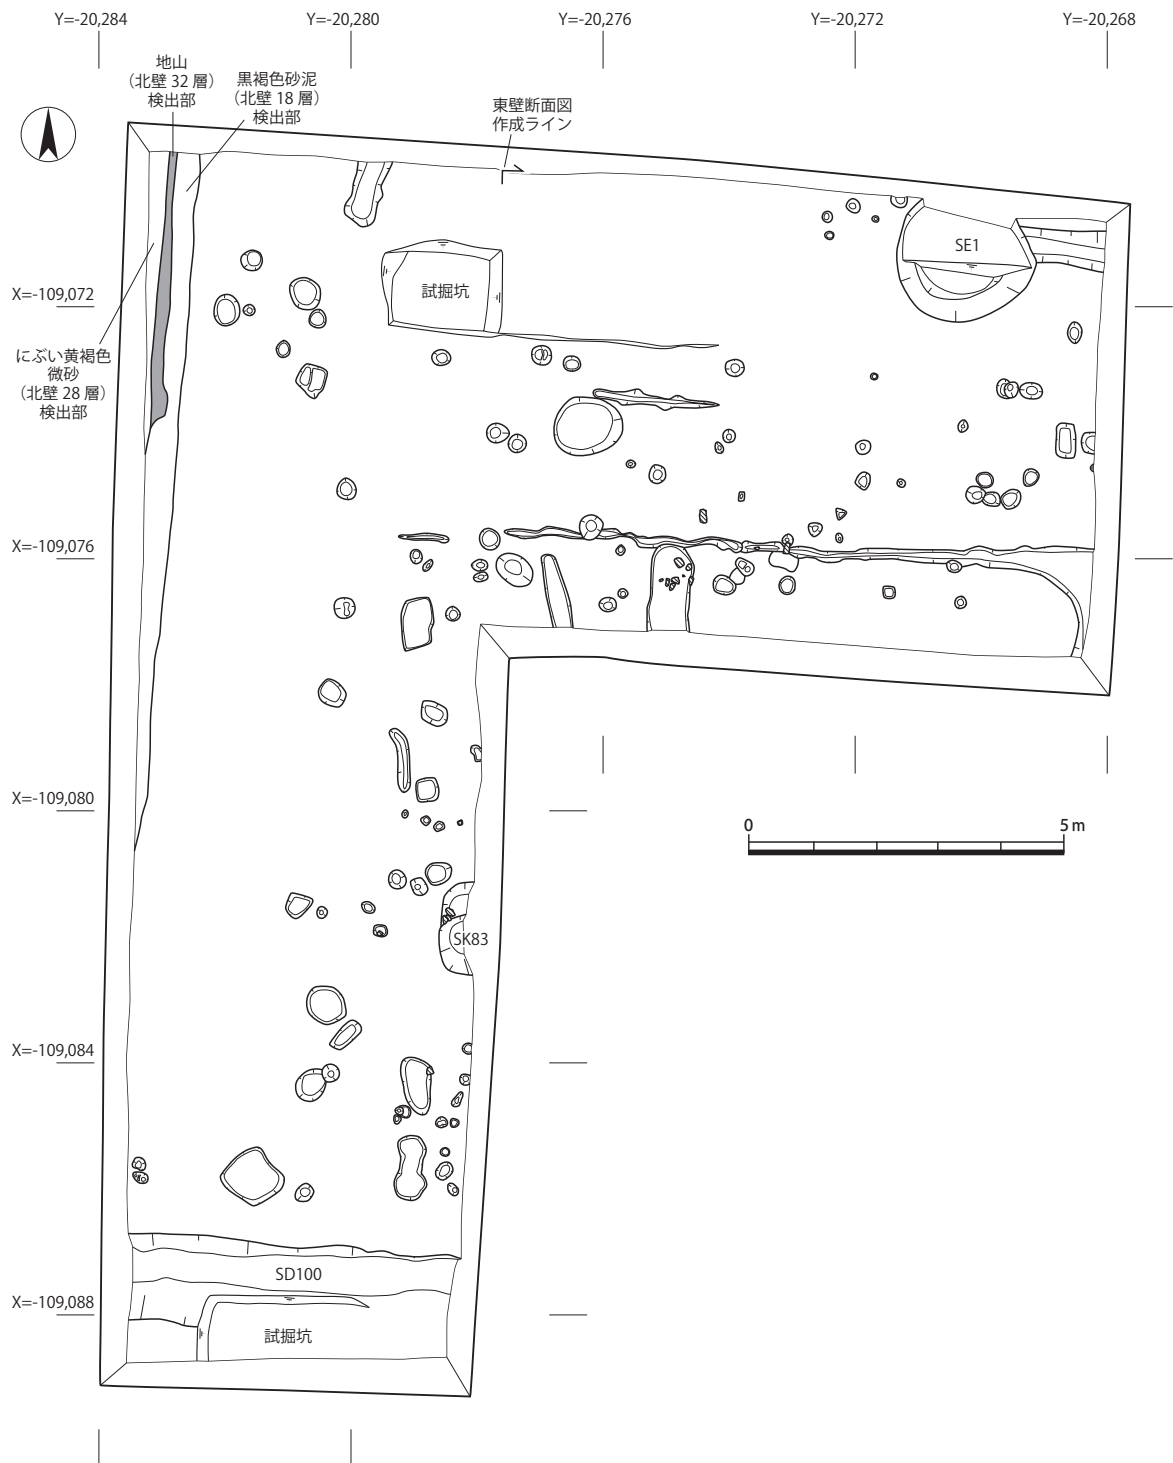 Y=-20,284
Y=-20,280
Y=-20,276
Y=-20,272
Y=-20,268
地山
（北壁 32 層）
検出部
黒褐色砂泥
（北壁 18 層）
検出部
東壁断面図
作成ライン
SE1
試掘坑
X=-109,072
にぶい黄褐色
微砂
（北壁 28 層）
検出部
X=-109,076
X=-109,080
0
5 m
SK83
X=-109,084
SD100
X=-109,088
試掘坑